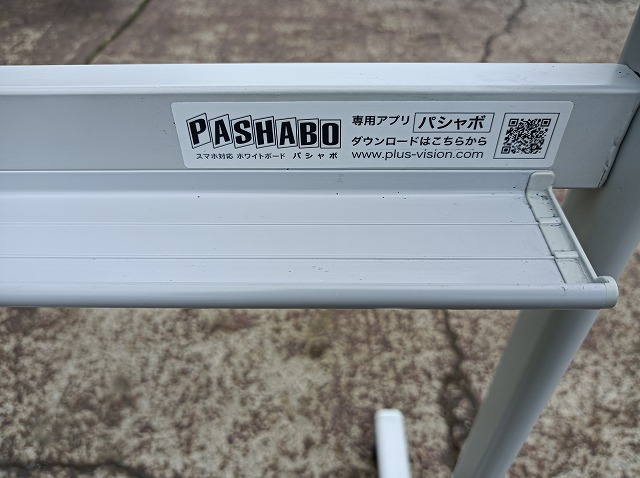 PASHABO
スマホ対応 ホワイトボード パシャボ
専用アプリ パシャボ
ダウンロードはこちらから
www.plus-vision.com